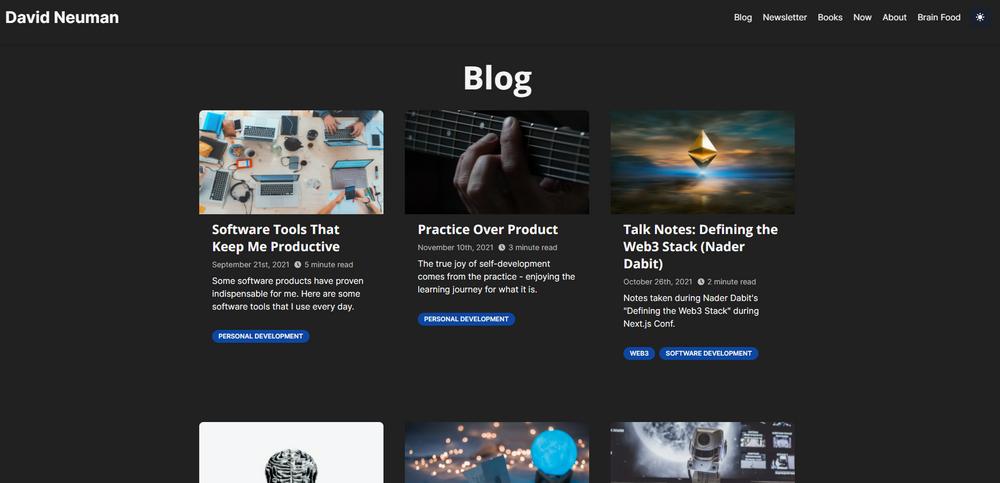 David Neuman
Blog Newsletter Books Now About Brain Food
Blog
Software Tools That
Keep Me Productive
September 21st, 2021 5 minute read
Some software products have proven
indispensable for me. Here are some
software tools that I use every day.
PERSONAL DEVELOPMENT
Practice Over Product
November 10th, 2021 3 minute read
The true joy of self-development
comes from the practice - enjoying the
learning journey for what it is.
PERSONAL DEVELOPMENT
Talk Notes: Defining the
Web3 Stack (Nader
Dabit)
October 26th, 2021 2 minute read
Notes taken during Nader Dabit's
"Defining the Web3 Stack" during
Next.js Conf.
WEB3 SOFTWARE DEVELOPMENT